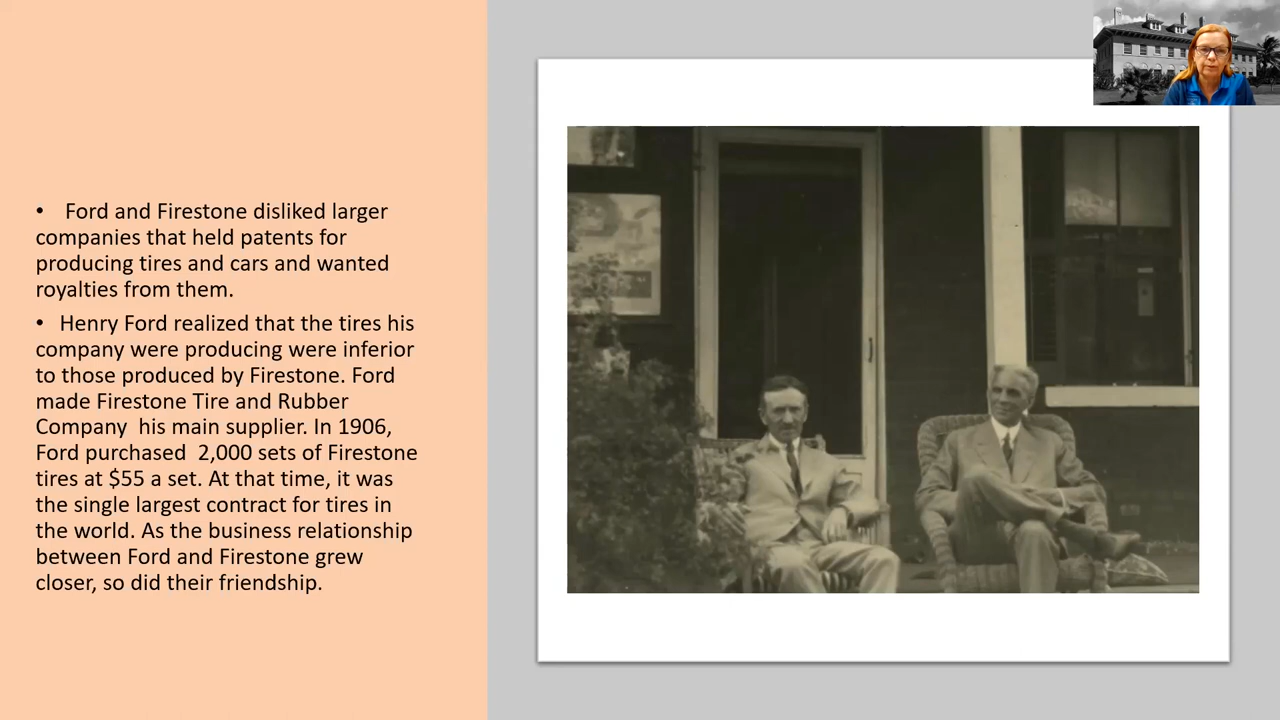 • Ford and Firestone disliked larger
companies that held patents for
producing tires and cars and wanted
royalties from them.
• Henry Ford realized that the tires his
company were producing were inferior
to those produced by Firestone. Ford
made Firestone Tire and Rubber
Company his main supplier. In 1906,
Ford purchased 2,000 sets of Firestone
tires at $55 a set. At that time, it was
the single largest contract for tires in
the world. As the business relationship
between Ford and Firestone grew
closer, so did their friendship.